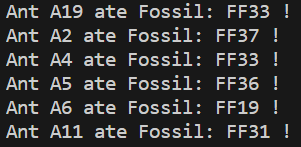 Ant A19 ate Fossil: FF33 !
Ant A2 ate Fossil: FF37 !
Ant A4 ate Fossil: FF33 !
Ant A5 ate Fossil: FF36 !
Ant A6 ate Fossil: FF19 !
Ant A11 ate Fossil: FF31 !